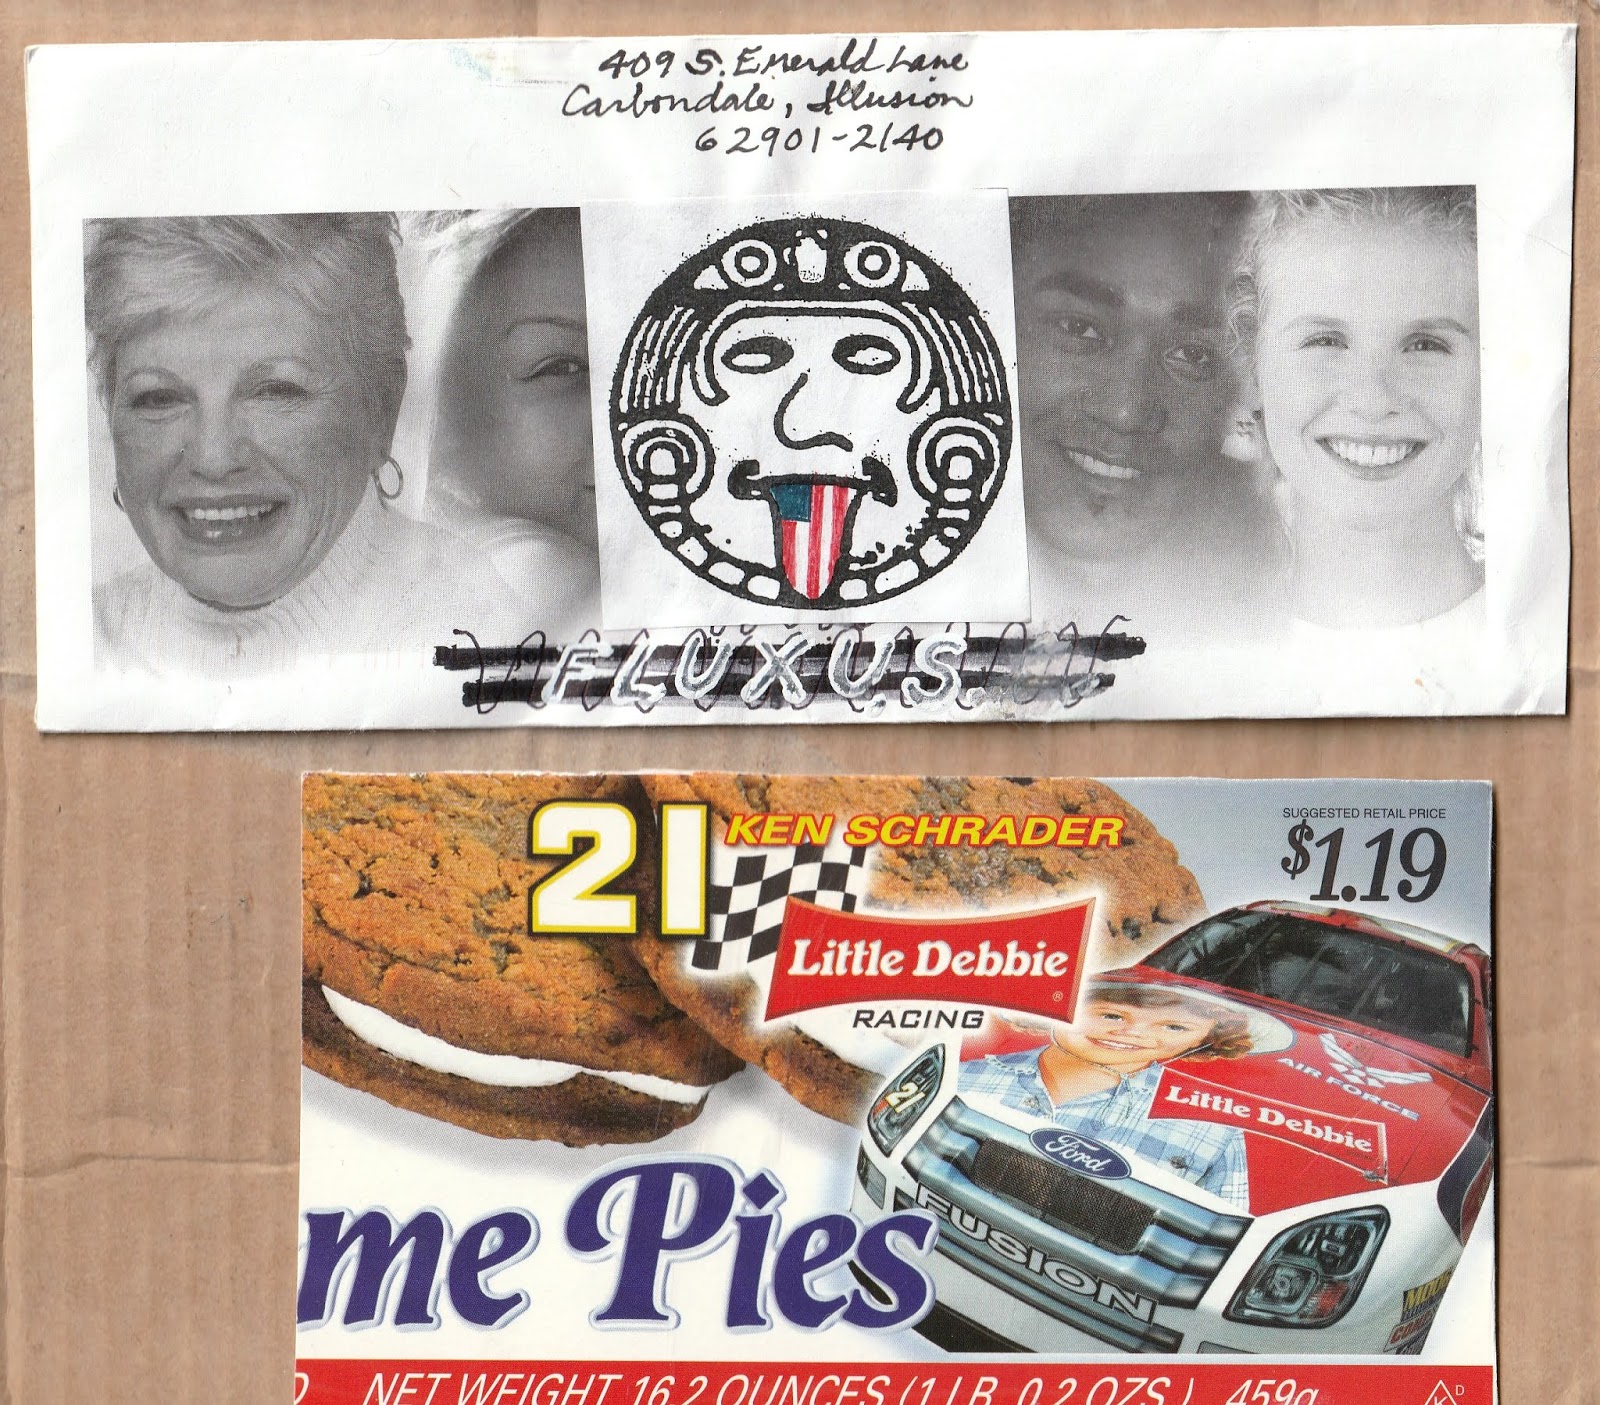 409 S. Emerald Lane
Carbondale, Illusion
62901-2140
FLUXUS.
21 KEN SCHRADER
SUGGESTED RETAIL PRICE
$1.19
Little Debbie®
RACING
AIR FORCE
Little Debbie
21
Ford
FUSION
me Pies
NET WEIGHT 16.2 OUNCES (1 LB. 0.2 OZS.) 459g
K D